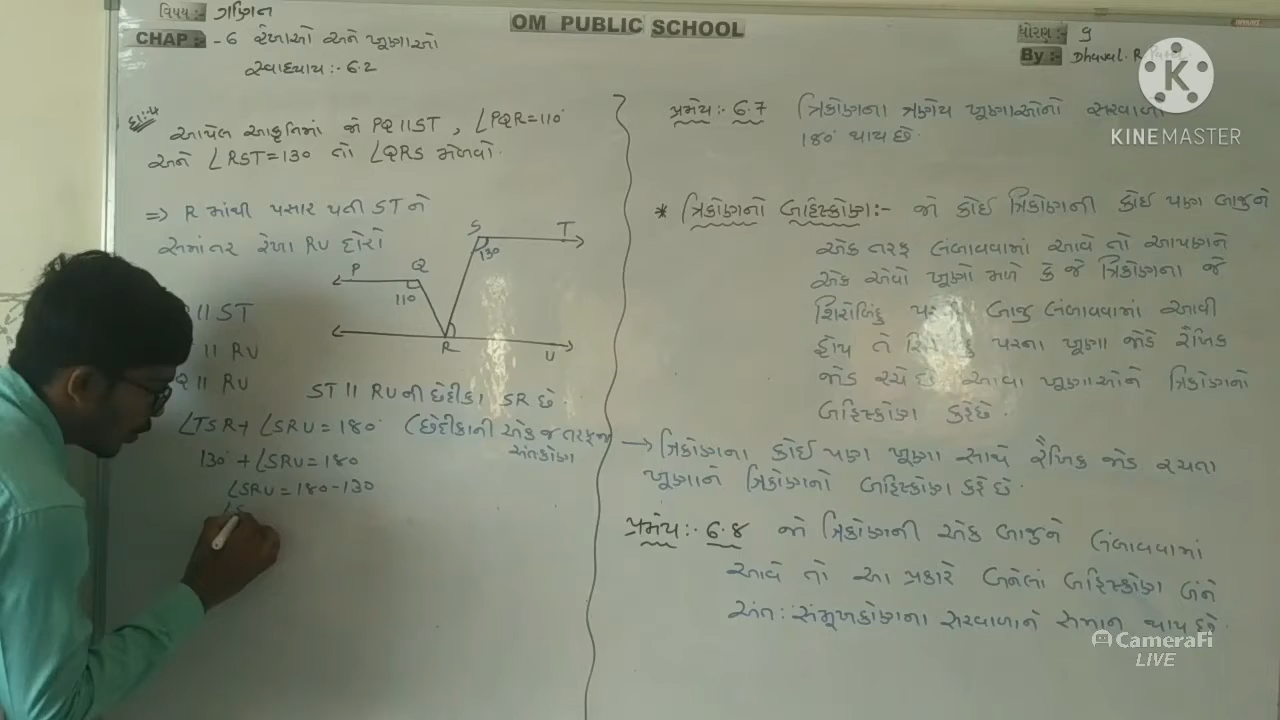 વિષય :- ગણિત
CHAP :- 6 રેખાઓ અને ખૂણાઓ
સ્વાધ્યાય :- 6.2
OM PUBLIC SCHOOL
ધોરણ :- 9
By :- Dhaval. R.
KINEMASTER
આપેલ આકૃતિમાં જો PQ ǁ ST , ∠PQR = 110°
અને ∠RST = 130 તો ∠QRS મેળવો.
⇒ R માંથી પસાર થતી ST ને
સમાંતર રેખા RU દોરો
S T
130
P Q
110
R U
ǁ ST
ǁ RU
Q ǁ RU
ST ǁ RU ની છેદીકા SR છે.
∠TSR + ∠SRU = 180° (છેદીકાની એક જ તરફના
અંતઃકોણ
130° + ∠SRU = 180
∠SRU = 180 - 130
∠S
પ્રમેય :- 6.7 ત્રિકોણના ત્રણેય ખૂણાઓનો સરવાળો
180° થાય છે.
* ત્રિકોણનો બહિષ્કોણ :- જો કોઈ ત્રિકોણની કોઈ પણ બાજુને
એક તરફ લંબાવવામાં આવે તો આપણને
એક એવો ખૂણો મળે કે જે ત્રિકોણના જે
શિરોબિંદુ બાજુ લંબાવવામાં આવી
હોય તે પરના ખૂણા જોડે રૈખિક
જોડ રચે છે. આવા ખૂણાઓને ત્રિકોણનો
બહિષ્કોણ કહે છે.
→ ત્રિકોણના કોઈ પણ ખૂણા સાથે રૈખિક જોડ રચતા
ખૂણાને ત્રિકોણનો બહિષ્કોણ કહે છે.
પ્રમેય :- 6.8 જો ત્રિકોણની એક બાજુને લંબાવવામાં
આવે તો આ પ્રકારે બનેલાં બહિષ્કોણ બંને
અંતઃસંમુખકોણના સરવાળાને સમાન થાય છે.
CameraFi
LIVE